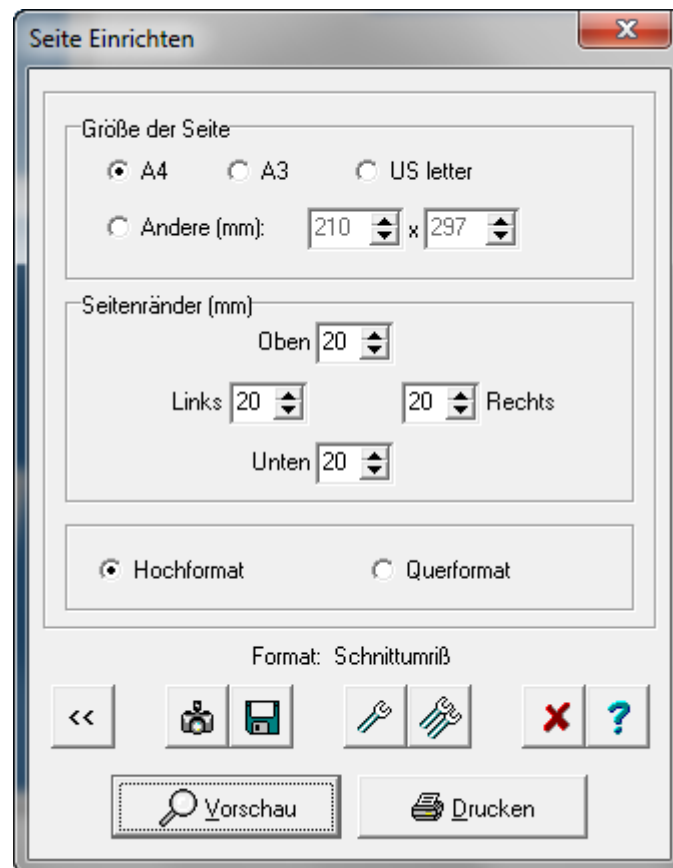 Seite Einrichten
Größe der Seite
A4 A3 US letter
Andere (mm): 210 x 297
Seitenränder (mm)
Oben 20
Links 20 20 Rechts
Unten 20
Hochformat Querformat
Format: Schnittumriß
<< ?
Vorschau Drucken